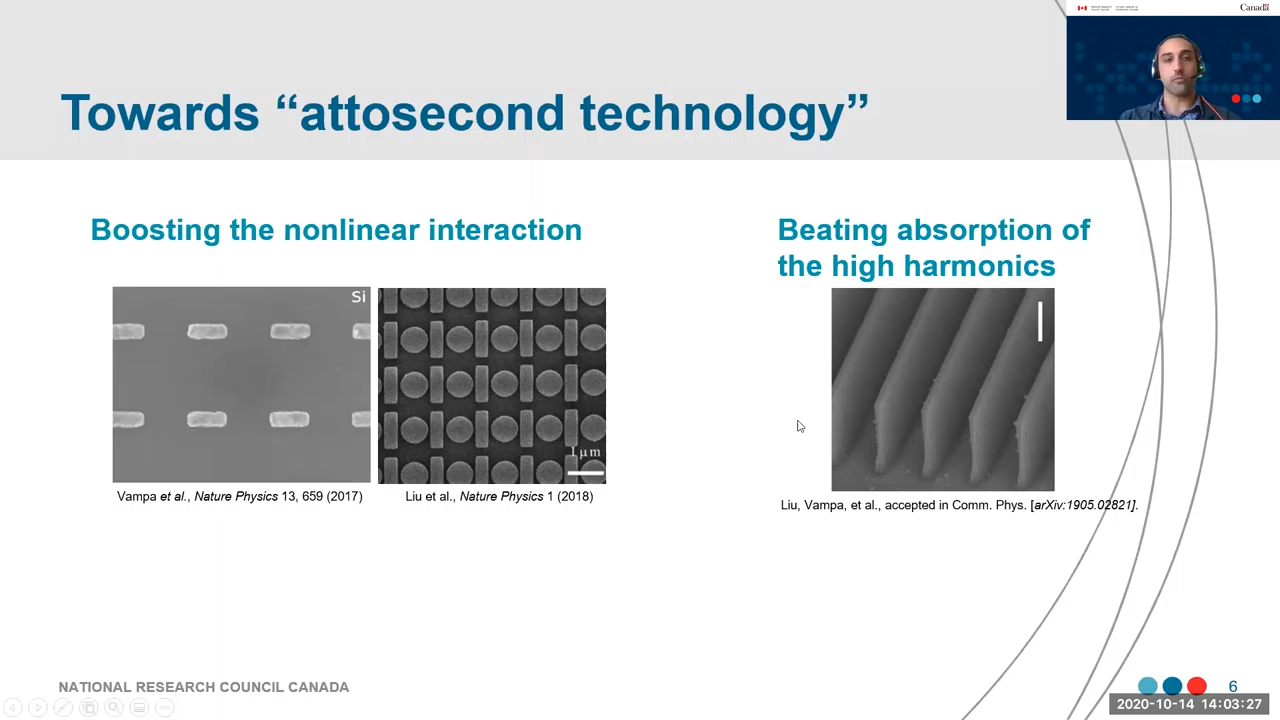 Canada
Towards “attosecond technology”
Boosting the nonlinear interaction
Beating absorption of
the high harmonics
Si
1 μm
Vampa et al., Nature Physics 13, 659 (2017)
Liu et al., Nature Physics 1 (2018)
Liu, Vampa, et al., accepted in Comm. Phys. [arXiv:1905.02821].
NATIONAL RESEARCH COUNCIL CANADA
6
2020-10-14 14:03:27